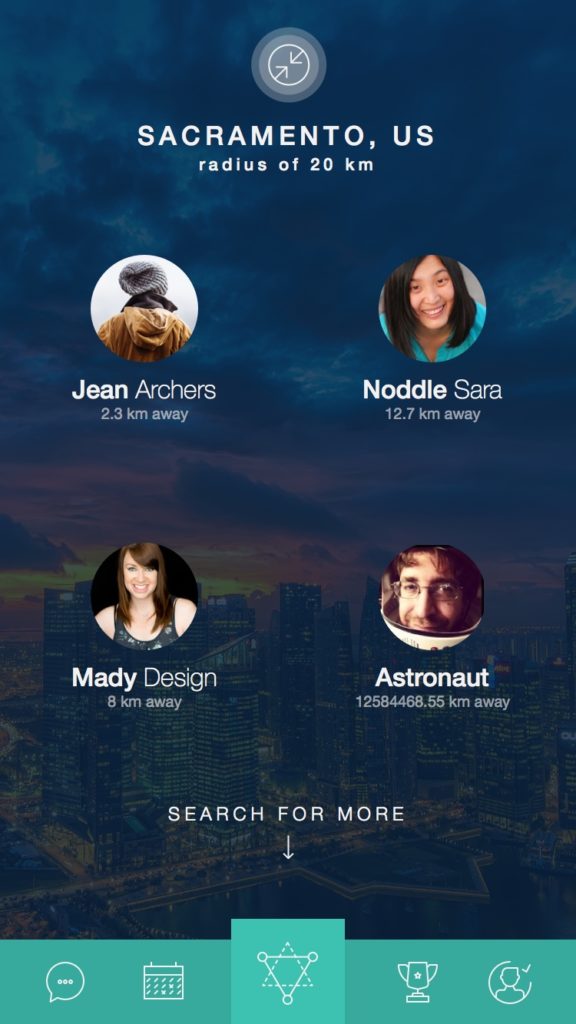 SACRAMENTO, US
radius of 20 km
Jean Archers
2.3 km away
Noddle Sara
12.7 km away
Mady Design
8 km away
Astronaut
12584468.55 km away
SEARCH FOR MORE